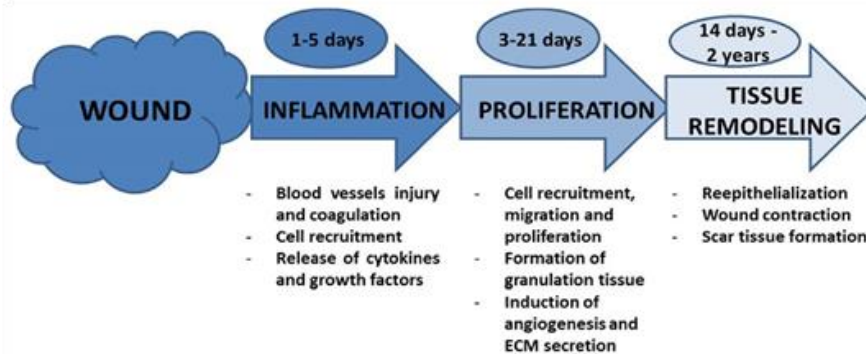 1-5 days
3-21 days
14 days -
2 years
WOUND
INFLAMMATION
PROLIFERATION
TISSUE
REMODELING
- Blood vessels injury
and coagulation
- Cell recruitment
- Release of cytokines
and growth factors
- Cell recruitment,
migration and
proliferation
- Formation of
granulation tissue
- Induction of
angiogenesis and
ECM secretion
- Reepithelialization
- Wound contraction
- Scar tissue formation